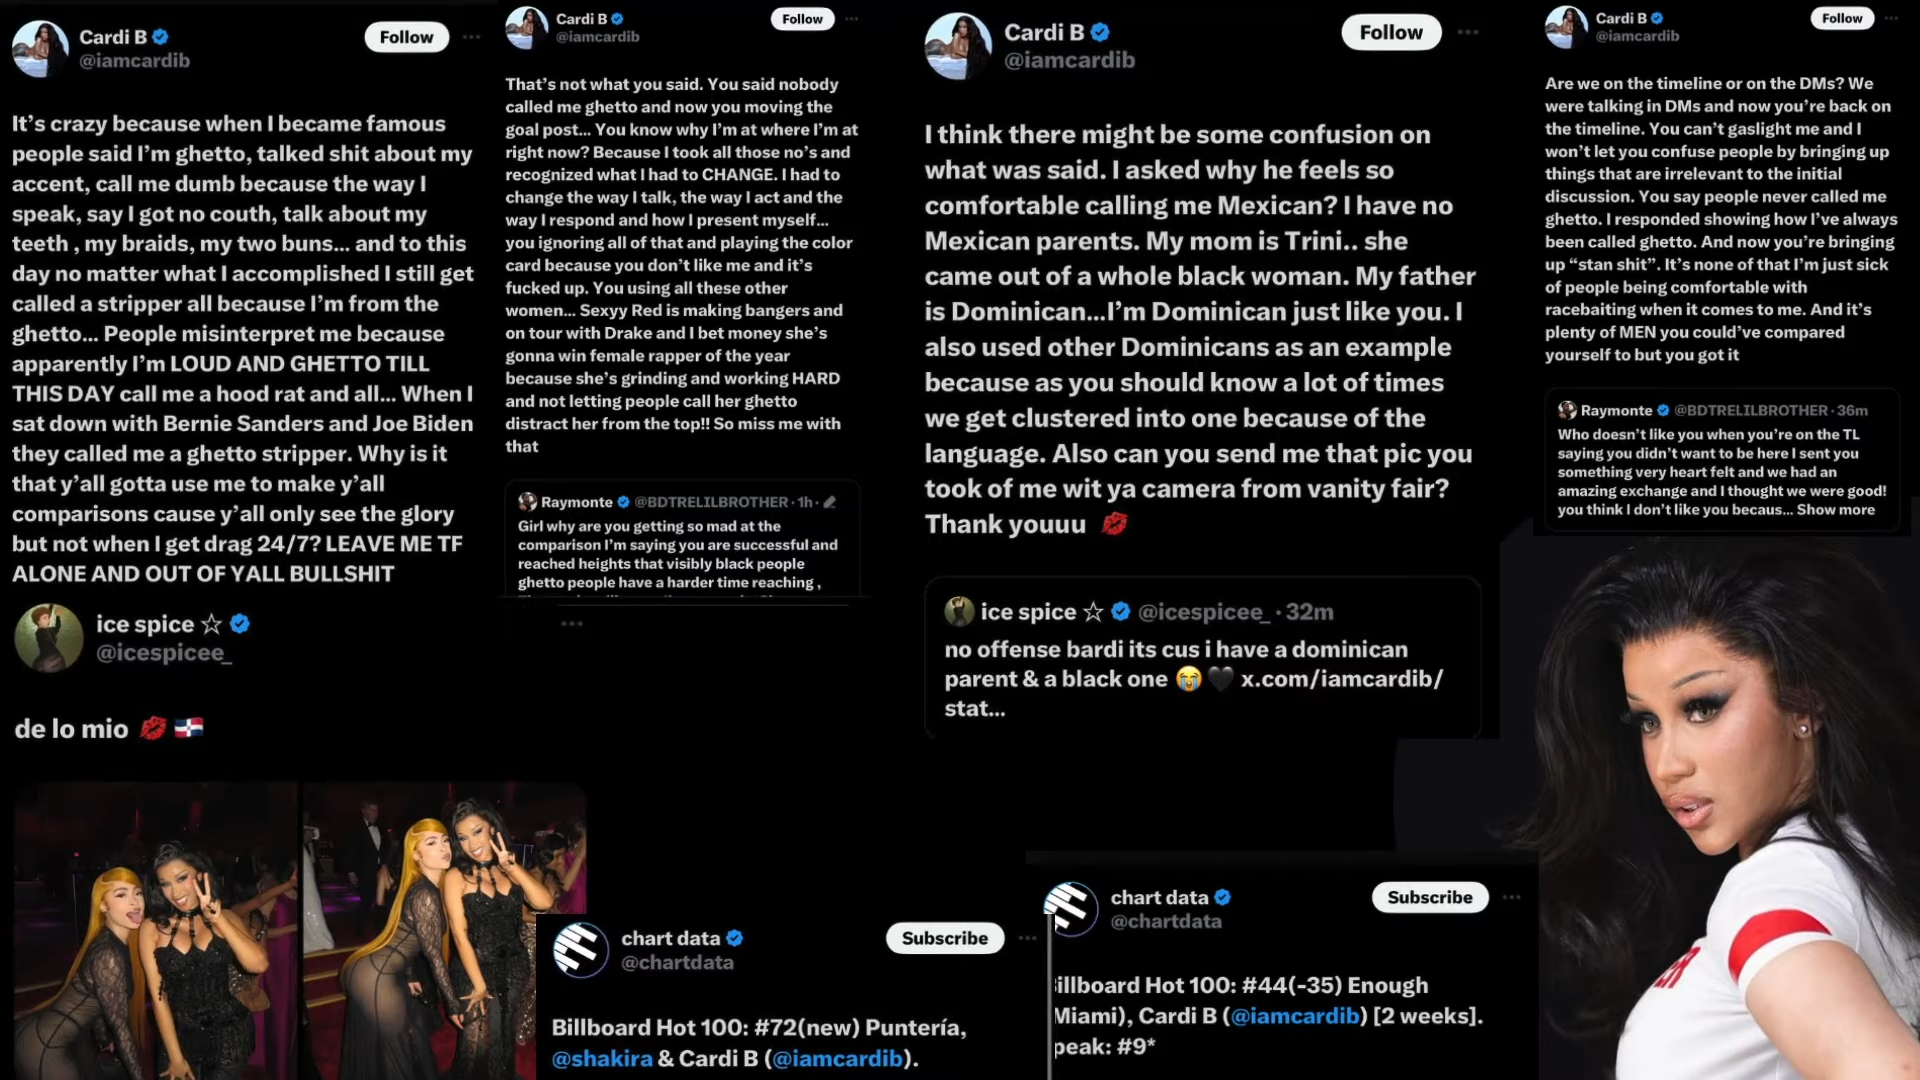 Cardi B
@iamcardib
Follow
It's crazy because when I became famous
people said I'm ghetto, talked shit about my
accent, call me dumb because the way I
speak, say I got no couth, talk about my
teeth , my braids, my two buns... and to this
day no matter what I accomplished I still get
called a stripper all because I'm from the
ghetto... People misinterpret me because
apparently I'm LOUD AND GHETTO TILL
THIS DAY call me a hood rat and all... When I
sat down with Bernie Sanders and Joe Biden
they called me a ghetto stripper. Why is it
that y'all gotta use me to make y'all
comparisons cause y'all only see the glory
but not when I get drag 24/7? LEAVE ME TF
ALONE AND OUT OF YALL BULLSHIT
ice spice ☆
@icespicee_
de lo mio 💋 🇩🇴
Cardi B
@iamcardib
Follow
That's not what you said. You said nobody
called me ghetto and now you moving the
goal post... You know why I'm at where I'm at
right now? Because I took all those no's and
recognized what I had to CHANGE. I had to
change the way I talk, the way I act and the
way I respond and how I present myself...
you ignoring all of that and playing the color
card because you don't like me and it's
fucked up. You using all these other
women... Sexyy Red is making bangers and
on tour with Drake and I bet money she's
gonna win female rapper of the year
because she's grinding and working HARD
and not letting people call her ghetto
distract her from the top!! So miss me with
that
Raymonte @BDTRELILBROTHER · 1h ·
Girl why are you getting so mad at the
comparison I'm saying you are successful and
reached heights that visibly black people
ghetto people have a harder time reaching ,
Cardi B
@iamcardib
Follow
I think there might be some confusion on
what was said. I asked why he feels so
comfortable calling me Mexican? I have no
Mexican parents. My mom is Trini.. she
came out of a whole black woman. My father
is Dominican...I'm Dominican just like you. I
also used other Dominicans as an example
because as you should know a lot of times
we get clustered into one because of the
language. Also can you send me that pic you
took of me wit ya camera from vanity fair?
Thank youuu 💋
ice spice ☆ @icespicee_ · 32m
no offense bardi its cus i have a dominican
parent & a black one 😭🖤 x.com/iamcardib/
stat...
Cardi B
@iamcardib
Follow
Are we on the timeline or on the DMs? We
were talking in DMs and now you're back on
the timeline. You can't gaslight me and I
won't let you confuse people by bringing up
things that are irrelevant to the initial
discussion. You say people never called me
ghetto. I responded showing how I've always
been called ghetto. And now you're bringing
up “stan shit”. It's none of that I'm just sick
of people being comfortable with
racebaiting when it comes to me. And it's
plenty of MEN you could've compared
yourself to but you got it
Raymonte @BDTRELILBROTHER · 36m
Who doesn't like you when you're on the TL
saying you didn't want to be here I sent you
something very heart felt and we had an
amazing exchange and I thought we were good!
you think I don't like you becaus... Show more
chart data
@chartdata
Subscribe
Billboard Hot 100: #72(new) Puntería,
@shakira & Cardi B (@iamcardib).
chart data
@chartdata
Subscribe
illboard Hot 100: #44(-35) Enough
Miami), Cardi B (@iamcardib) [2 weeks].
peak: #9*